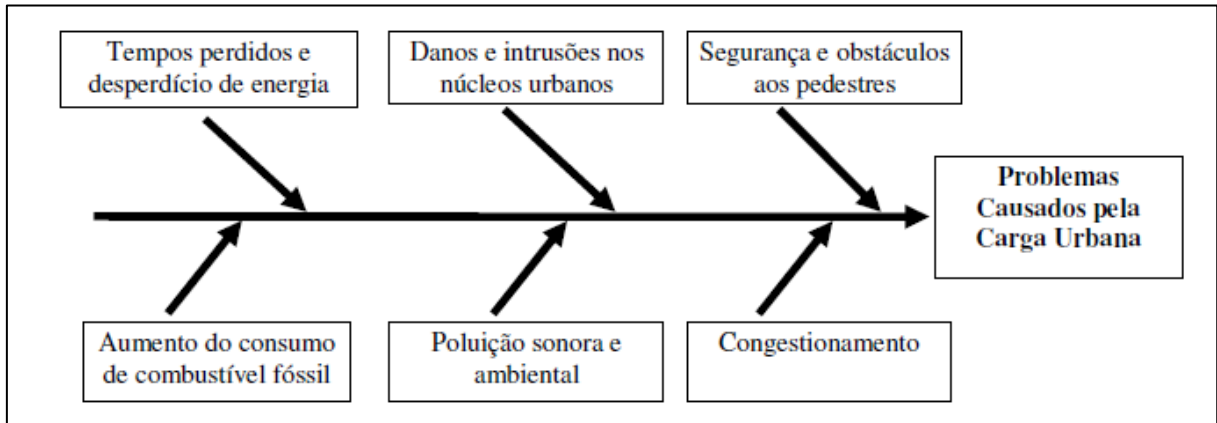 Tempos perdidos e
desperdício de energia
Danos e intrusões nos
núcleos urbanos
Segurança e obstáculos
aos pedestres
Problemas
Causados pela
Carga Urbana
Aumento do consumo
de combustível fóssil
Poluição sonora e
ambiental
Congestionamento